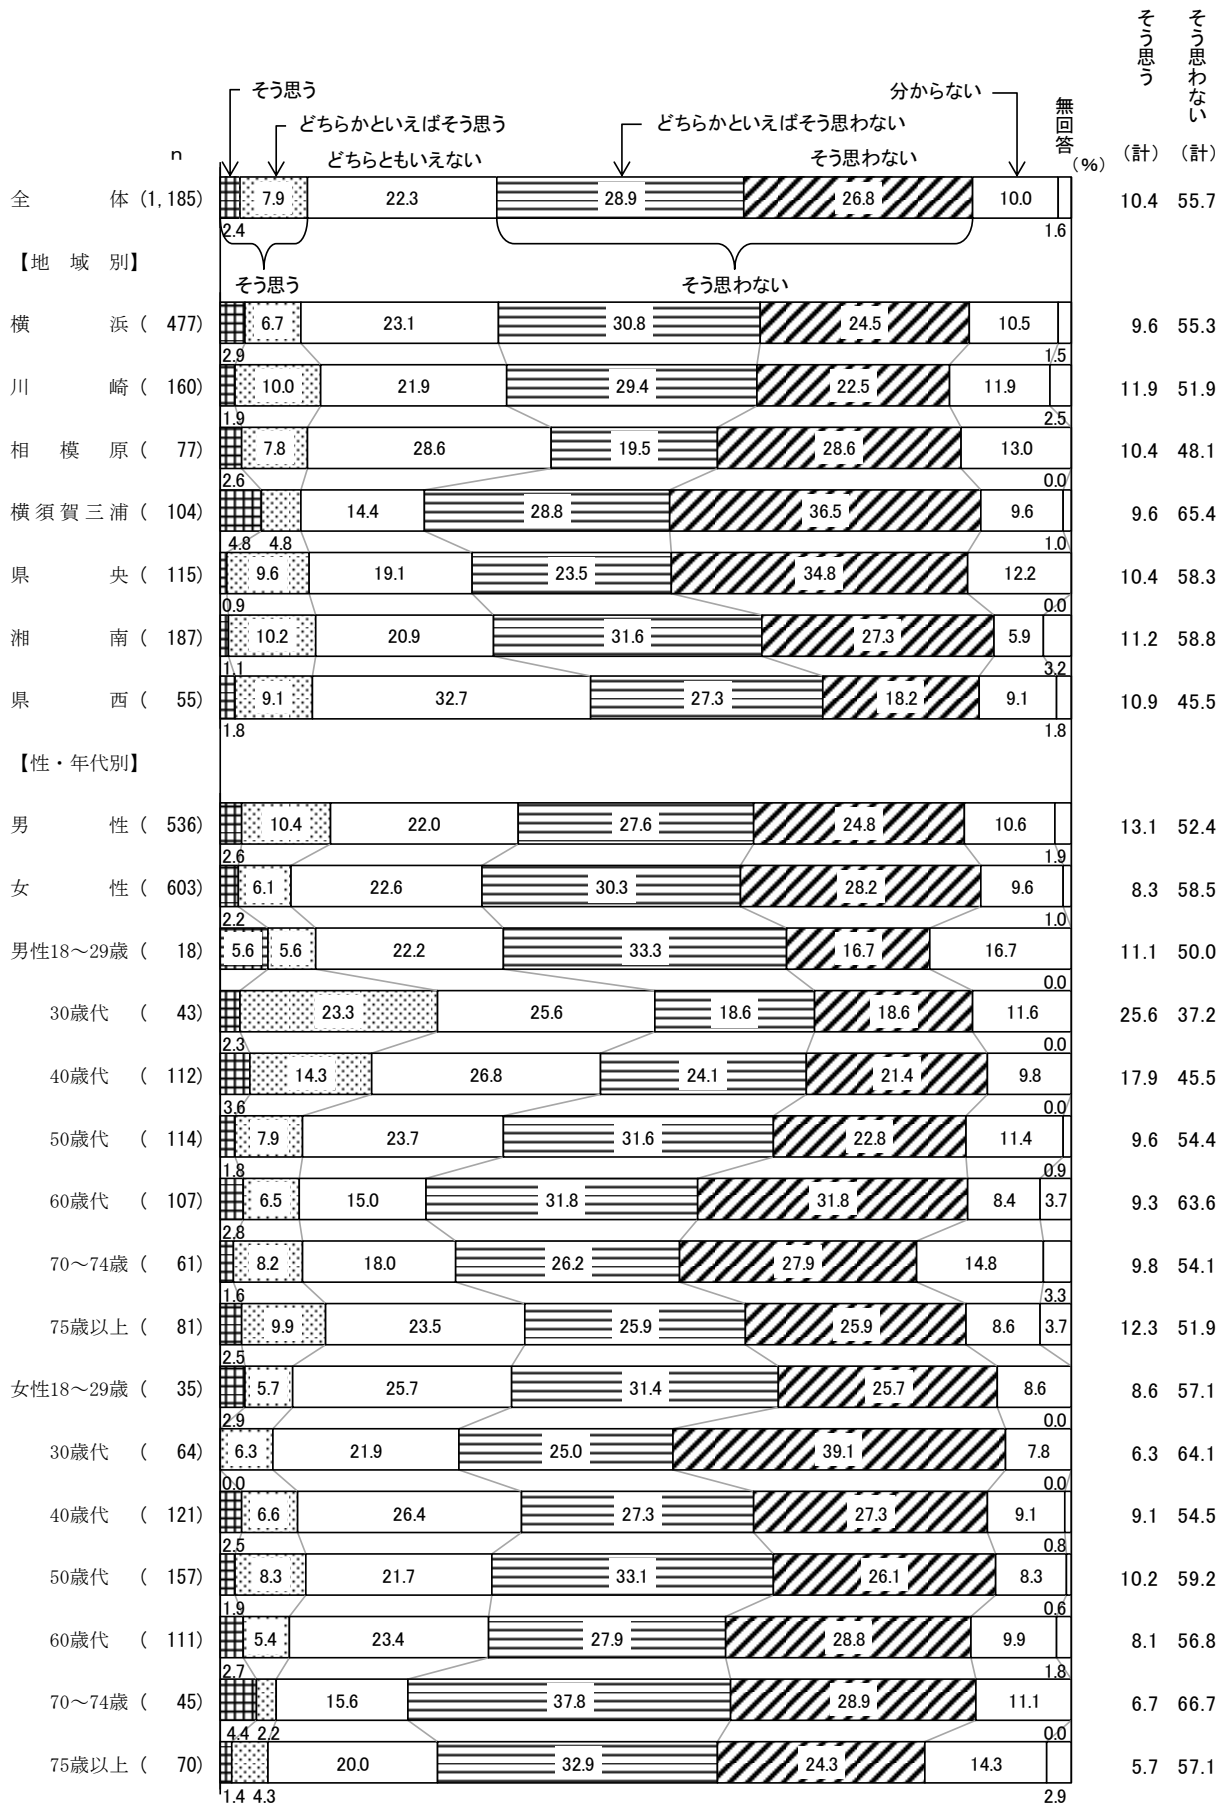 そう思う そう思わない
そう思う 分からない
どちらかといえばそう思う どちらかといえばそう思わない 無回答
n どちらともいえない そう思わない (%) (計) (計)
全体 (1,185) 7.9 22.3 28.9 26.8 10.0 10.4 55.7
2.4 1.6
【地域別】
そう思う そう思わない
横浜 ( 477) 6.7 23.1 30.8 24.5 10.5 9.6 55.3
2.9 1.5
川崎 ( 160) 10.0 21.9 29.4 22.5 11.9 11.9 51.9
1.9 2.5
相模原 ( 77) 7.8 28.6 19.5 28.6 13.0 10.4 48.1
2.6 0.0
横須賀三浦 ( 104) 14.4 28.8 36.5 9.6 9.6 65.4
4.8 4.8 1.0
県央 ( 115) 9.6 19.1 23.5 34.8 12.2 10.4 58.3
0.9 0.0
湘南 ( 187) 10.2 20.9 31.6 27.3 5.9 11.2 58.8
1.1 3.2
県西 ( 55) 9.1 32.7 27.3 18.2 9.1 10.9 45.5
1.8 1.8
【性・年代別】
男性 ( 536) 10.4 22.0 27.6 24.8 10.6 13.1 52.4
2.6 1.9
女性 ( 603) 6.1 22.6 30.3 28.2 9.6 8.3 58.5
2.2 1.0
男性18～29歳 ( 18) 5.6 5.6 22.2 33.3 16.7 16.7 11.1 50.0
0.0
30歳代 ( 43) 23.3 25.6 18.6 18.6 11.6 25.6 37.2
2.3 0.0
40歳代 ( 112) 14.3 26.8 24.1 21.4 9.8 17.9 45.5
3.6 0.0
50歳代 ( 114) 7.9 23.7 31.6 22.8 11.4 9.6 54.4
1.8 0.9
60歳代 ( 107) 6.5 15.0 31.8 31.8 8.4 3.7 9.3 63.6
2.8
70～74歳 ( 61) 8.2 18.0 26.2 27.9 14.8 9.8 54.1
1.6 3.3
75歳以上 ( 81) 9.9 23.5 25.9 25.9 8.6 3.7 12.3 51.9
2.5
女性18～29歳 ( 35) 5.7 25.7 31.4 25.7 8.6 8.6 57.1
2.9 0.0
30歳代 ( 64) 6.3 21.9 25.0 39.1 7.8 6.3 64.1
0.0 0.0
40歳代 ( 121) 6.6 26.4 27.3 27.3 9.1 9.1 54.5
2.5 0.8
50歳代 ( 157) 8.3 21.7 33.1 26.1 8.3 10.2 59.2
1.9 0.6
60歳代 ( 111) 5.4 23.4 27.9 28.8 9.9 8.1 56.8
2.7 1.8
70～74歳 ( 45) 15.6 37.8 28.9 11.1 6.7 66.7
4.4 2.2 0.0
75歳以上 ( 70) 20.0 32.9 24.3 14.3 5.7 57.1
1.4 4.3 2.9